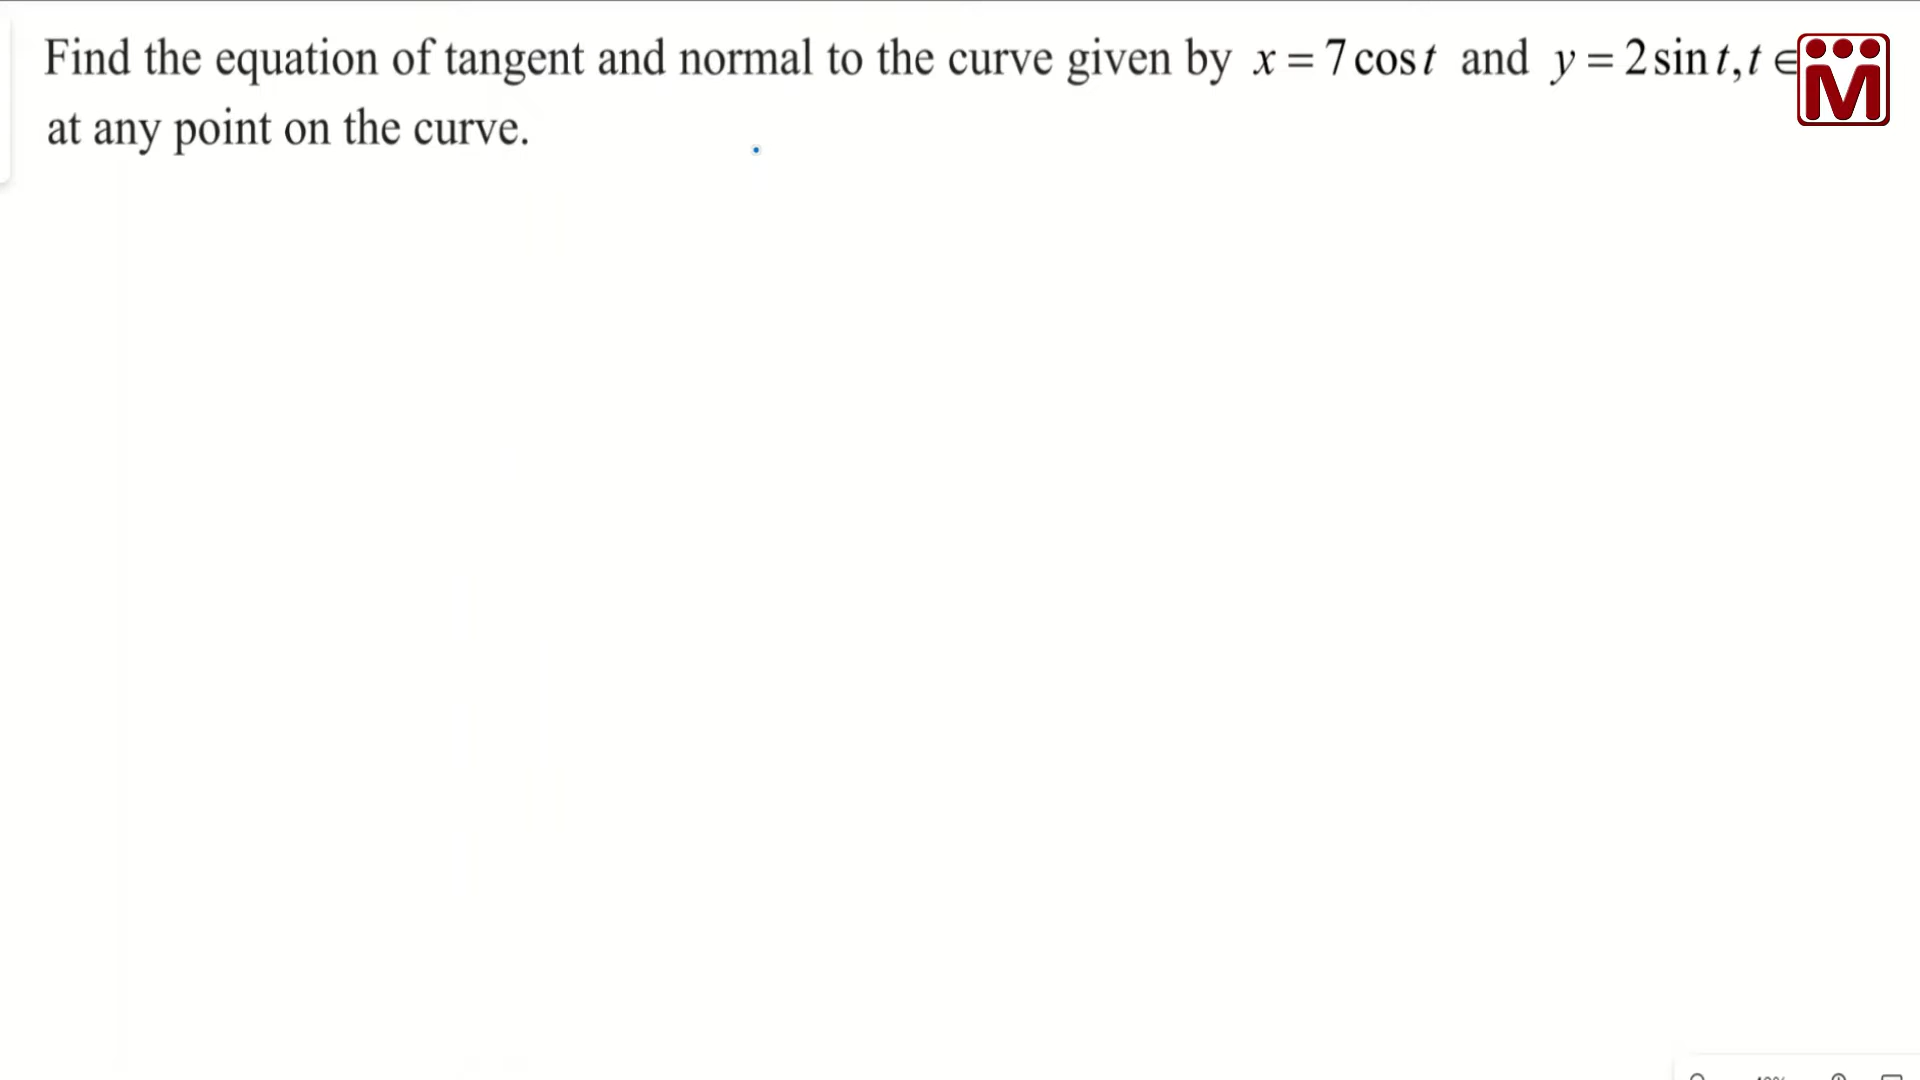 Find the equation of tangent and normal to the curve given by x = 7 cos t and y = 2 sin t, t ∈
at any point on the curve.
M